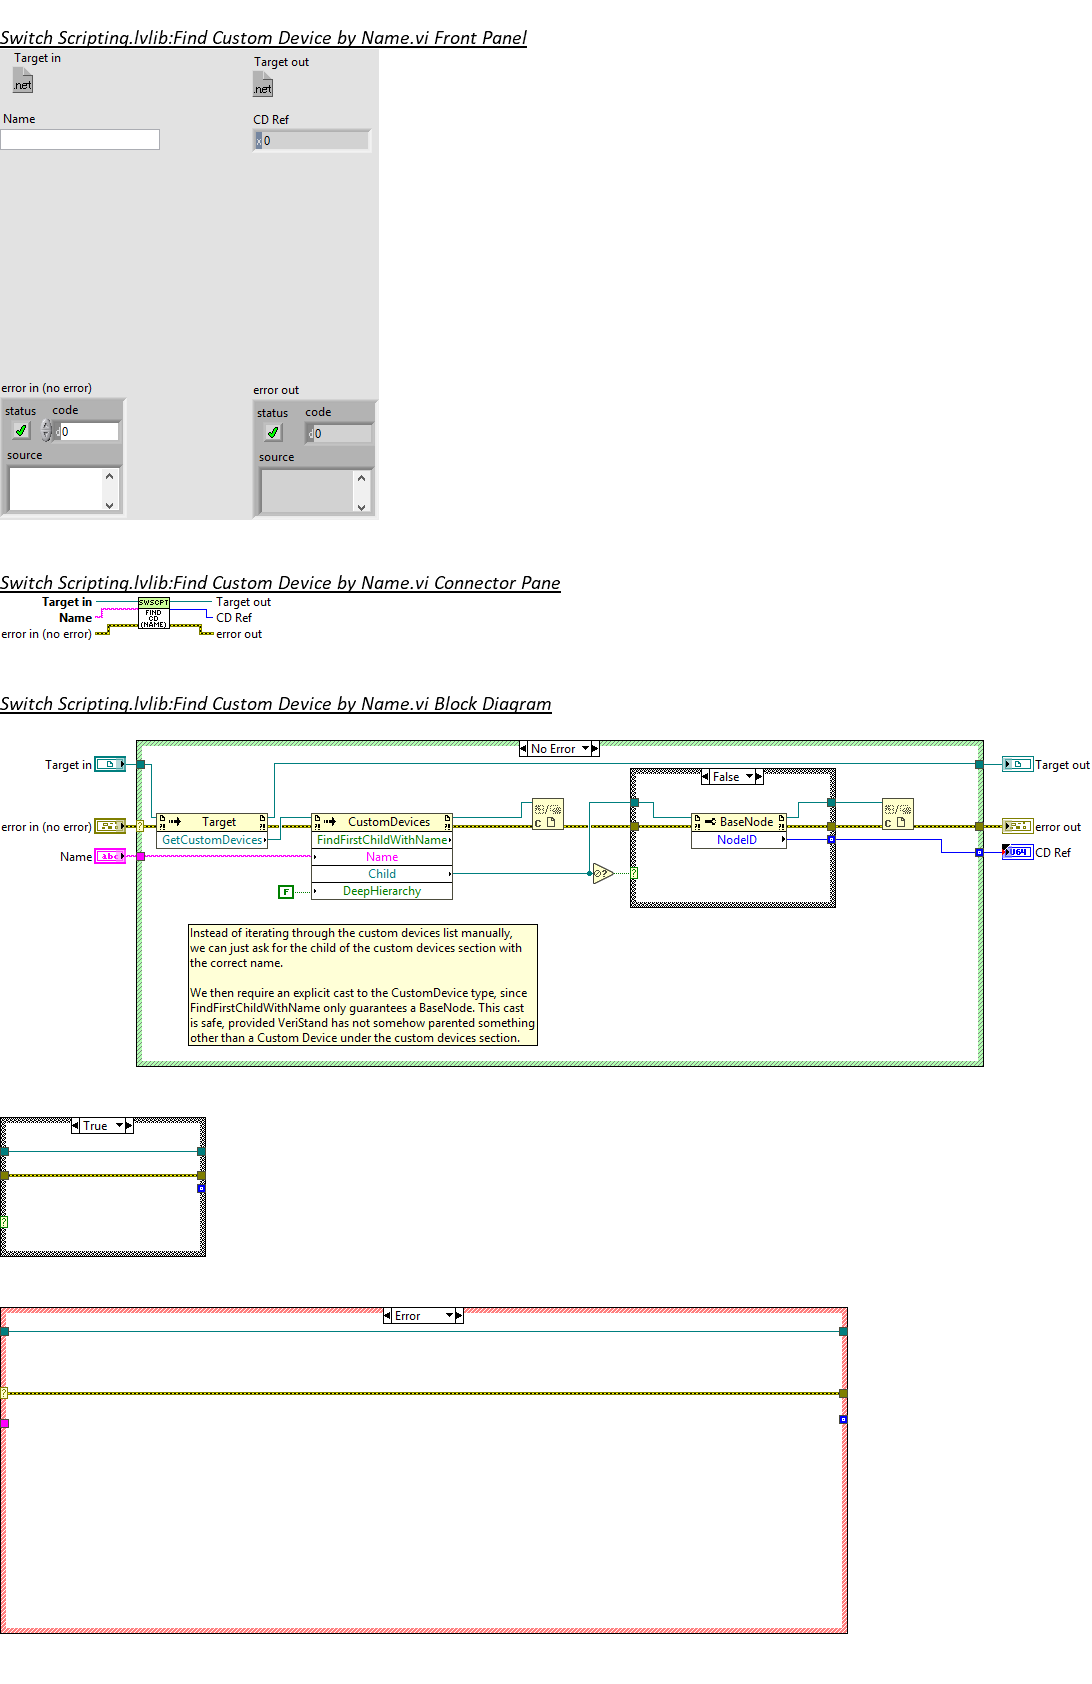 Switch Scripting.lvlib:Find Custom Device by Name.vi Front Panel
Target in
Target out
.net
.net
Name
CD Ref
x 0
error in (no error)
error out
status code
status code
d 0
d 0
source
source
Switch Scripting.lvlib:Find Custom Device by Name.vi Connector Pane
Target in
SWSCPT
Target out
Name
FIND
CD
(NAME)
CD Ref
error in (no error)
error out
Switch Scripting.lvlib:Find Custom Device by Name.vi Block Diagram
No Error
Target in
Target out
False
error in (no error)
Target
CustomDevices
C
BaseNode
C
error out
GetCustomDevices
FindFirstChildWithName
NodeID
Name
abc
Name
U64
CD Ref
Child
?
?
F
DeepHierarchy
Instead of iterating through the custom devices list manually,
we can just ask for the child of the custom devices section with
the correct name.
We then require an explicit cast to the CustomDevice type, since
FindFirstChildWithName only guarantees a BaseNode. This cast
is safe, provided VeriStand has not somehow parented something
other than a Custom Device under the custom devices section.
True
?
Error
?